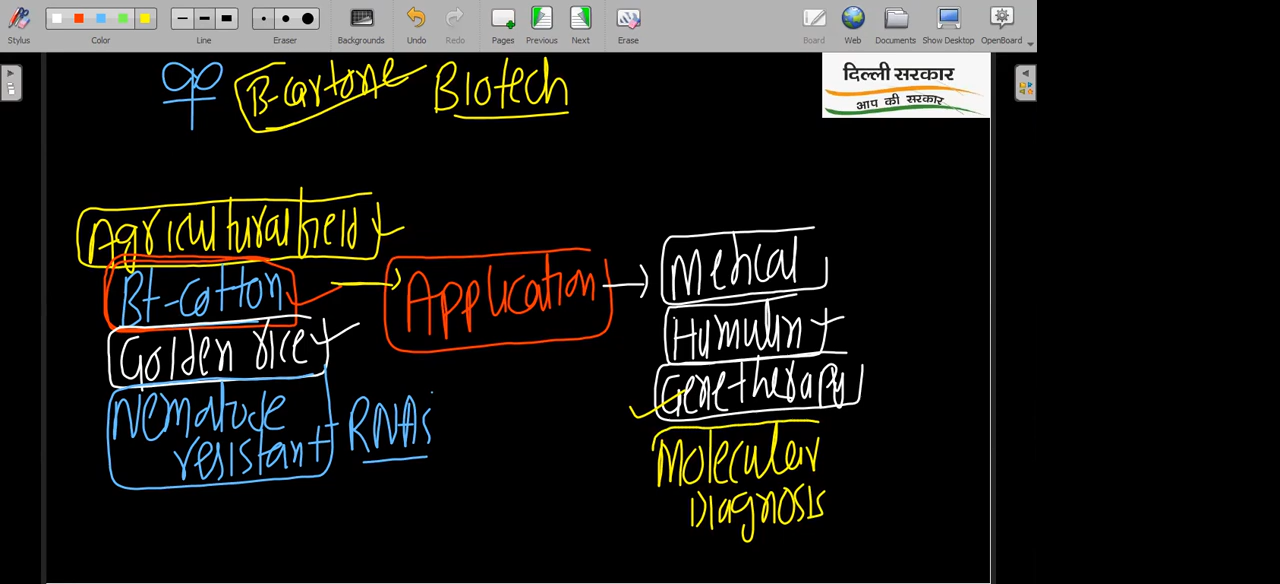 Stylus
Color
Line
Eraser
Backgrounds
Undo
Redo
Pages
Previous
Next
Erase
Board
Web
Documents
Show Desktop
OpenBoard
दिल्ली सरकार
आप की सरकार
B-cartone Biotech
Agricultural field
Bt-cotton
Golden rice
Nematode
resistant
RNAi
Application
Medical
Humulin
Gene therapy
Molecular
Diagnosis